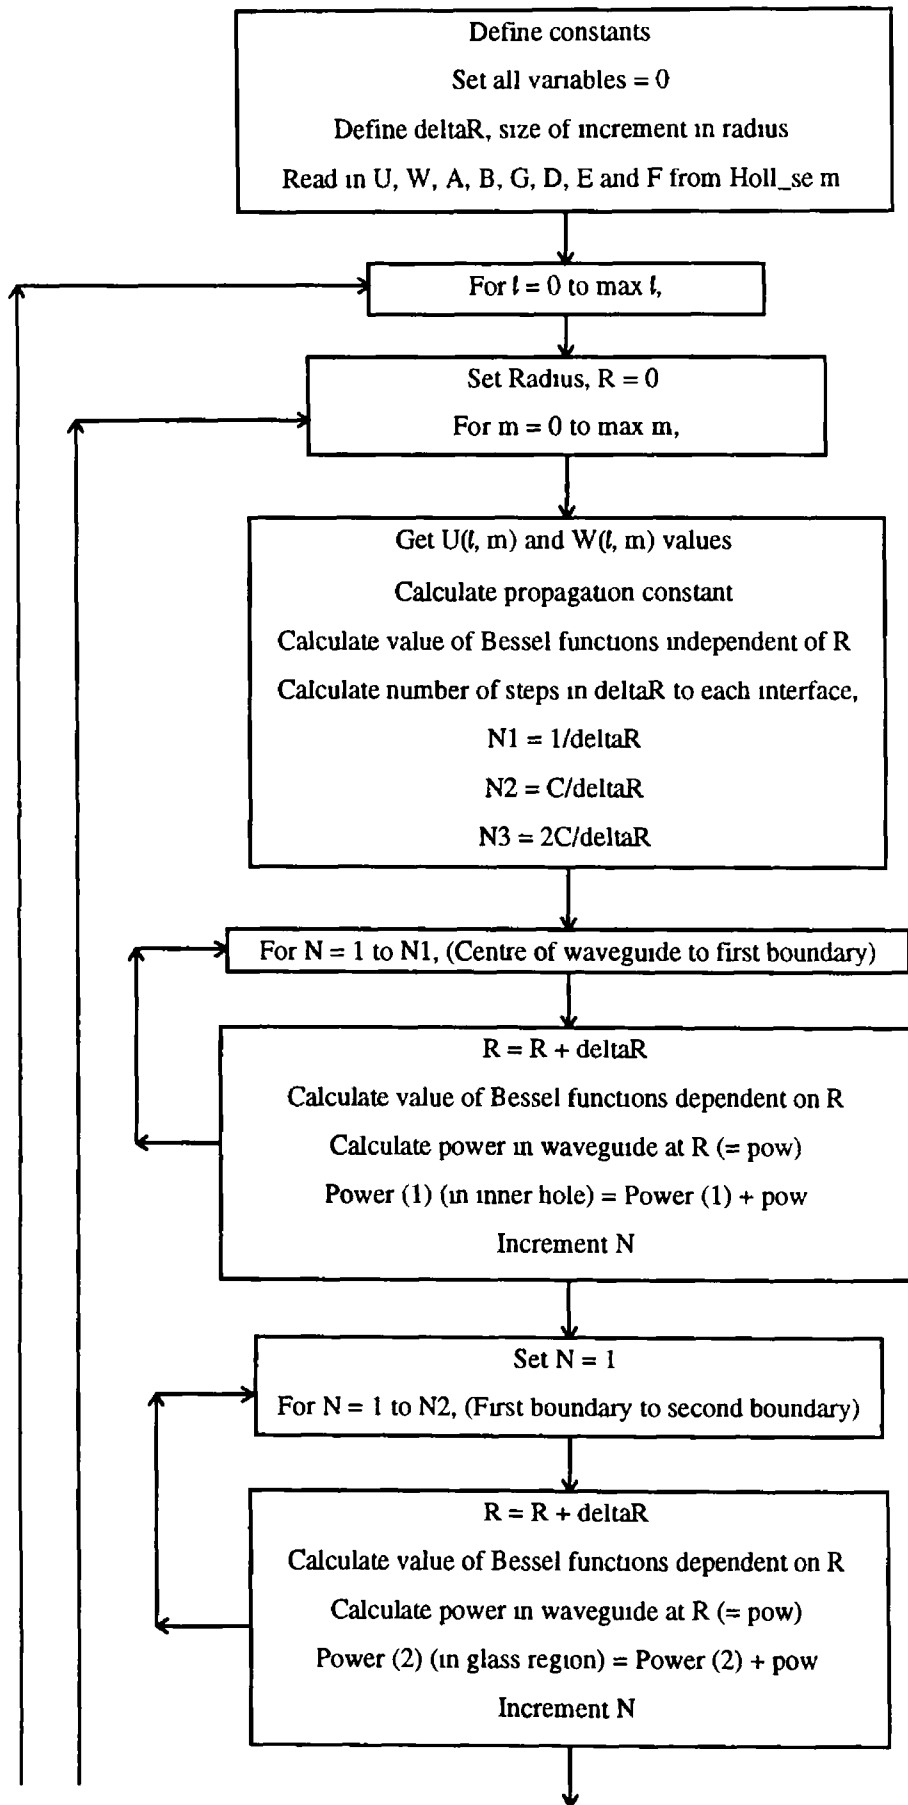 Define constants
Set all variables = 0
Define deltaR, size of increment in radius
Read in U, W, A, B, G, D, E and F from Holl_se m
For l = 0 to max l,
Set Radius, R = 0
For m = 0 to max m,
Get U(l, m) and W(l, m) values
Calculate propagation constant
Calculate value of Bessel functions independent of R
Calculate number of steps in deltaR to each interface,
N1 = 1/deltaR
N2 = C/deltaR
N3 = 2C/deltaR
For N = 1 to N1, (Centre of waveguide to first boundary)
R = R + deltaR
Calculate value of Bessel functions dependent on R
Calculate power in waveguide at R (= pow)
Power (1) (in inner hole) = Power (1) + pow
Increment N
Set N = 1
For N = 1 to N2, (First boundary to second boundary)
R = R + deltaR
Calculate value of Bessel functions dependent on R
Calculate power in waveguide at R (= pow)
Power (2) (in glass region) = Power (2) + pow
Increment N